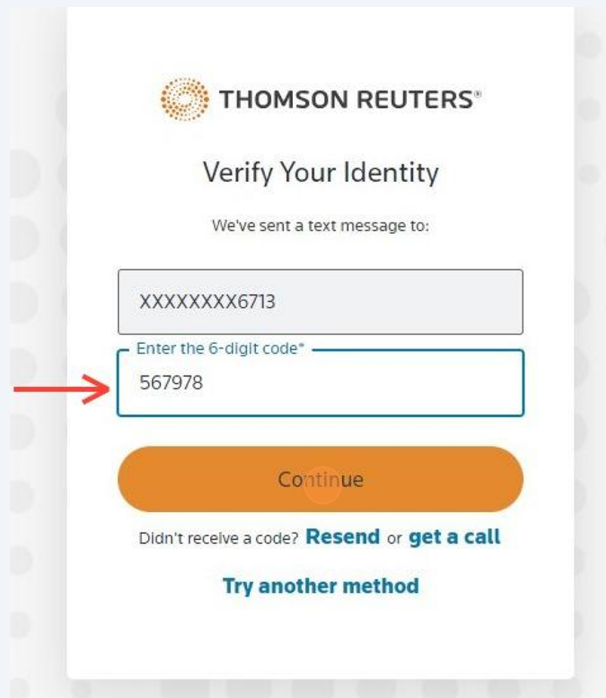 THOMSON REUTERS®
Verify Your Identity
We've sent a text message to:
XXXXXXXX6713
Enter the 6-digit code*
567978
Continue
Didn't receive a code? Resend or get a call
Try another method